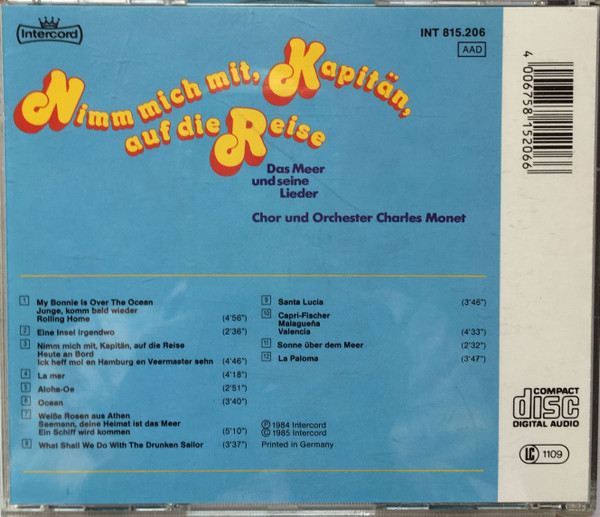 Intercord
INT 815.206
AAD
Nimm mich mit, Kapitän,
auf die Reise
Das Meer
und seine
Lieder
Chor und Orchester Charles Monet
4 006758 152066
1 My Bonnie Is Over The Ocean
Junge, komm bald wieder
Rolling Home (4'56")
2 Eine Insel irgendwo (2'36")
3 Nimm mich mit, Kapitän, auf die Reise
Heute an Bord
Ick heff mol en Hamburg en Veermaster sehn (4'46")
4 La mer (4'18")
5 Aloha-Oe (2'51")
6 Ocean (3'40")
7 Weiße Rosen aus Athen
Seemann, deine Heimat ist das Meer
Ein Schiff wird kommen (5'10")
8 What Shall We Do With The Drunken Sailor (3'37")
9 Santa Lucia (3'46")
10 Capri-Fischer
Malagueña
Valencia (4'33")
11 Sonne über dem Meer (2'32")
12 La Paloma (3'47")
℗ 1984 Intercord
© 1985 Intercord
Printed in Germany
COMPACT
disc
DIGITAL AUDIO
LC 1109